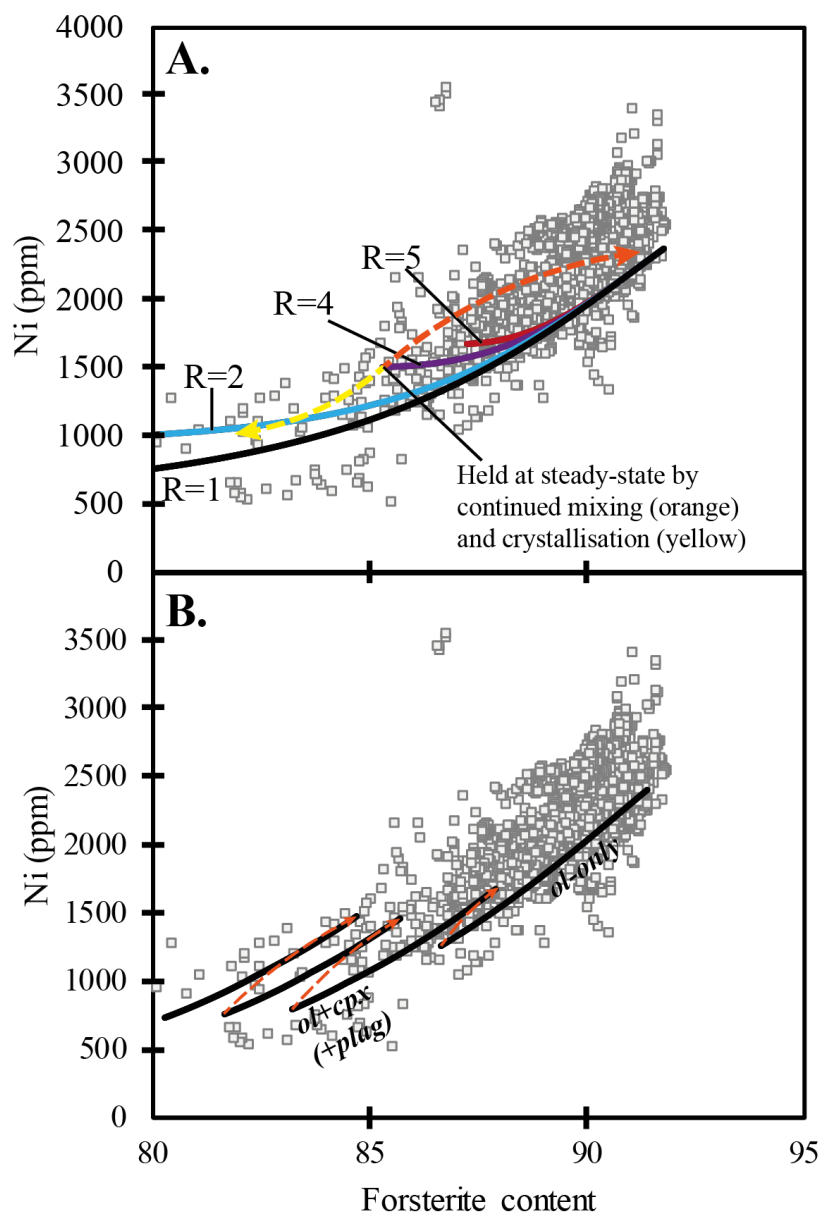 A.
4000
3500
3000
2500
2000
1500
1000
500
0
Ni (ppm)
R=5
R=4
R=2
R=1
Held at steady-state by
continued mixing (orange)
and crystallisation (yellow)
B.
3500
3000
2500
2000
1500
1000
500
0
Ni (ppm)
ol-only
ol+cpx
(+plag)
80
85
90
95
Forsterite content